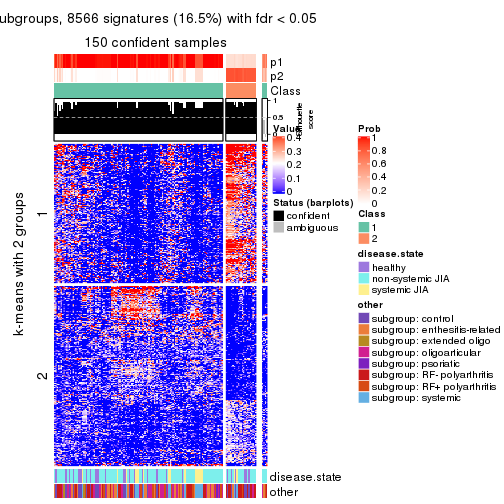 ubgroups, 8566 signatures (16.5%) with fdr < 0.05
150 confident samples
p1
p2
Class
1
0.5
0
silhouette
score
k-means with 2 groups
1
2
disease.state
other
Value
0.4
0.3
0.2
0.1
0
Status (barplots)
confident
ambiguous
Prob
1
0.8
0.6
0.4
0.2
0
Class
1
2
disease.state
healthy
non-systemic JIA
systemic JIA
other
subgroup: control
subgroup: enthesitis-related
subgroup: extended oligo
subgroup: oligoarticular
subgroup: psoriatic
subgroup: RF- polyarthritis
subgroup: RF+ polyarthritis
subgroup: systemic